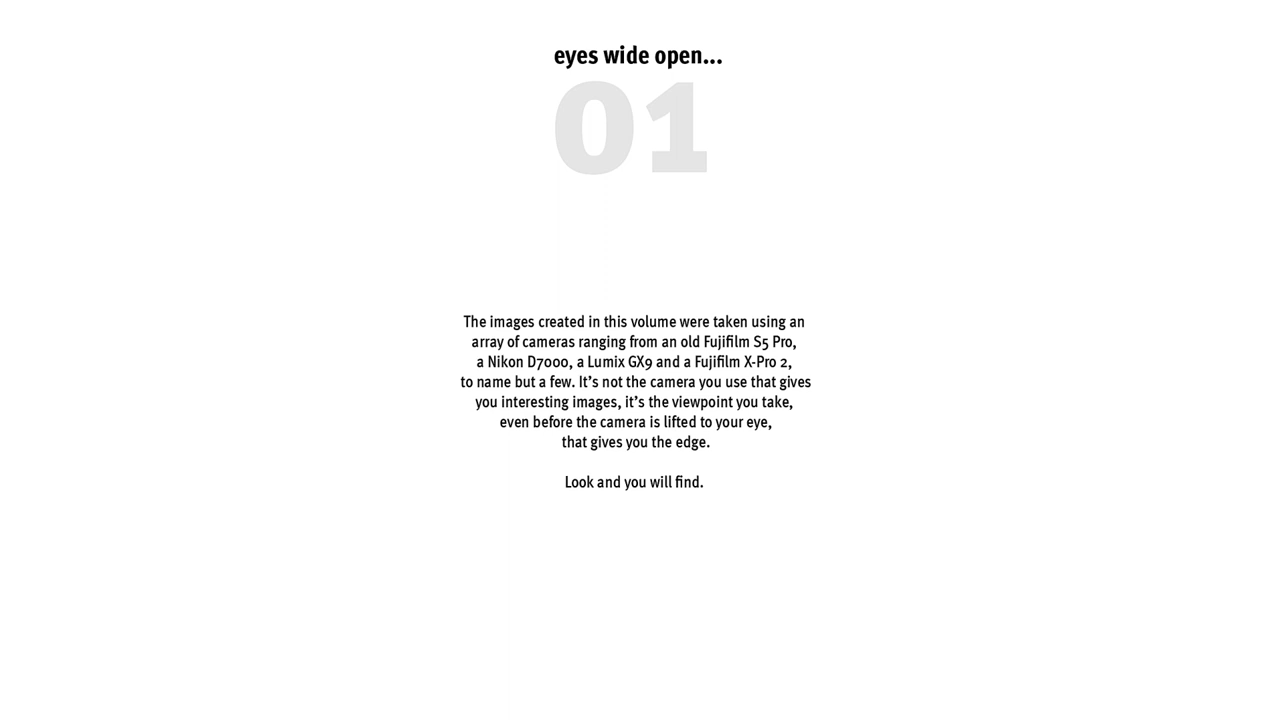 eyes wide open...
01
The images created in this volume were taken using an
array of cameras ranging from an old Fujifilm S5 Pro,
a Nikon D7000, a Lumix GX9 and a Fujifilm X-Pro 2,
to name but a few. It’s not the camera you use that gives
you interesting images, it’s the viewpoint you take,
even before the camera is lifted to your eye,
that gives you the edge.
Look and you will find.